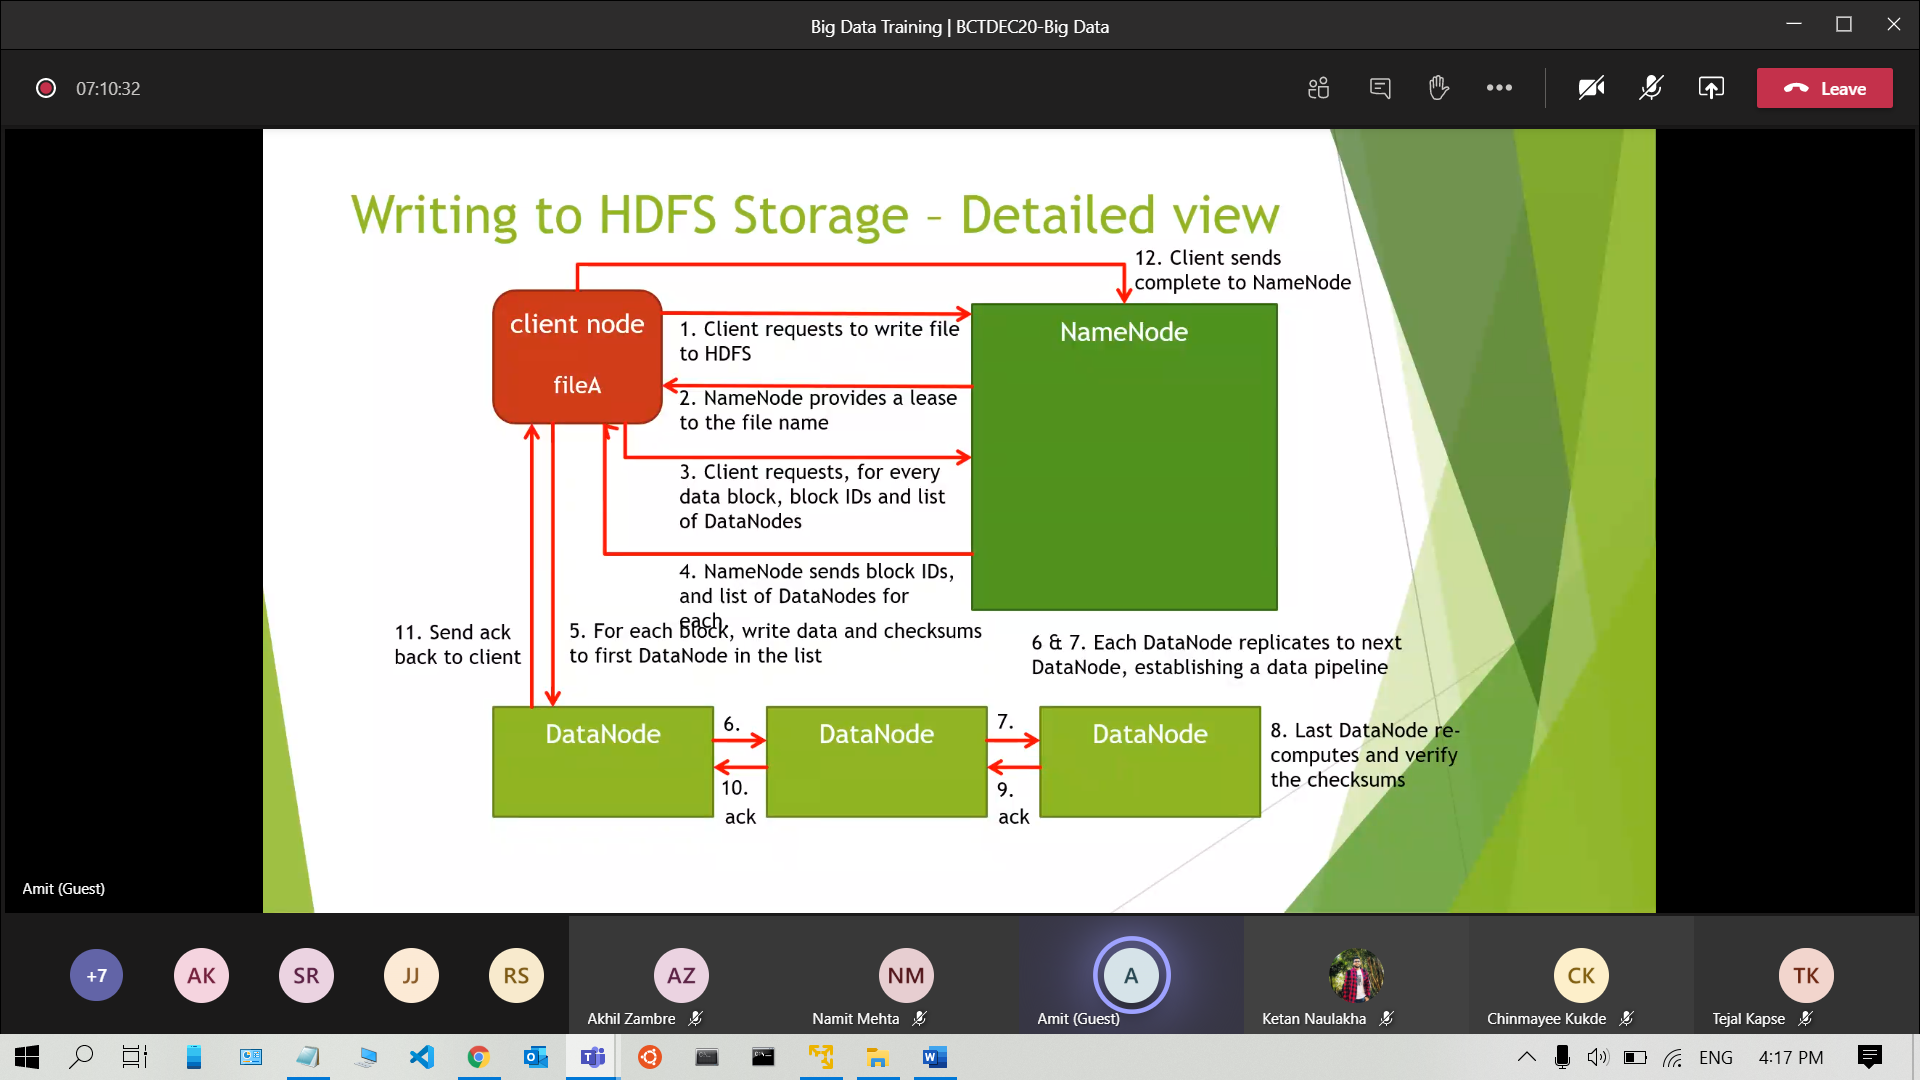 Big Data Training | BCTDEC20-Big Data
07:10:32
Leave
Writing to HDFS Storage – Detailed view
12. Client sends
complete to NameNode
client node
fileA
NameNode
1. Client requests to write file
to HDFS
2. NameNode provides a lease
to the file name
3. Client requests, for every
data block, block IDs and list
of DataNodes
4. NameNode sends block IDs,
and list of DataNodes for
each.
11. Send ack
back to client
5. For each block, write data and checksums
to first DataNode in the list
6 & 7. Each DataNode replicates to next
DataNode, establishing a data pipeline
DataNode
6.
10.
ack
DataNode
7.
9.
ack
DataNode
8. Last DataNode re-
computes and verify
the checksums
Amit (Guest)
+7
AK
SR
JJ
RS
AZ
Akhil Zambre
NM
Namit Mehta
A
Amit (Guest)
Ketan Naulakha
CK
Chinmayee Kukde
TK
Tejal Kapse
ENG
4:17 PM